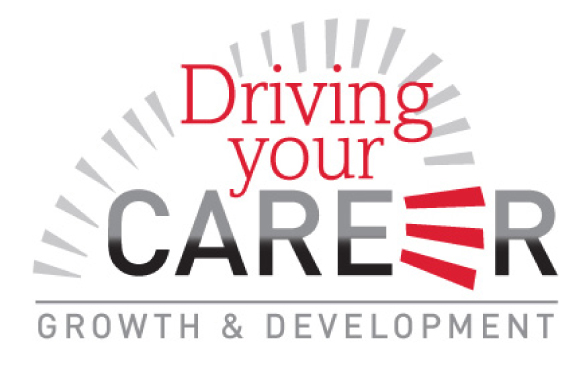 Driving
your
CAREER
GROWTH & DEVELOPMENT